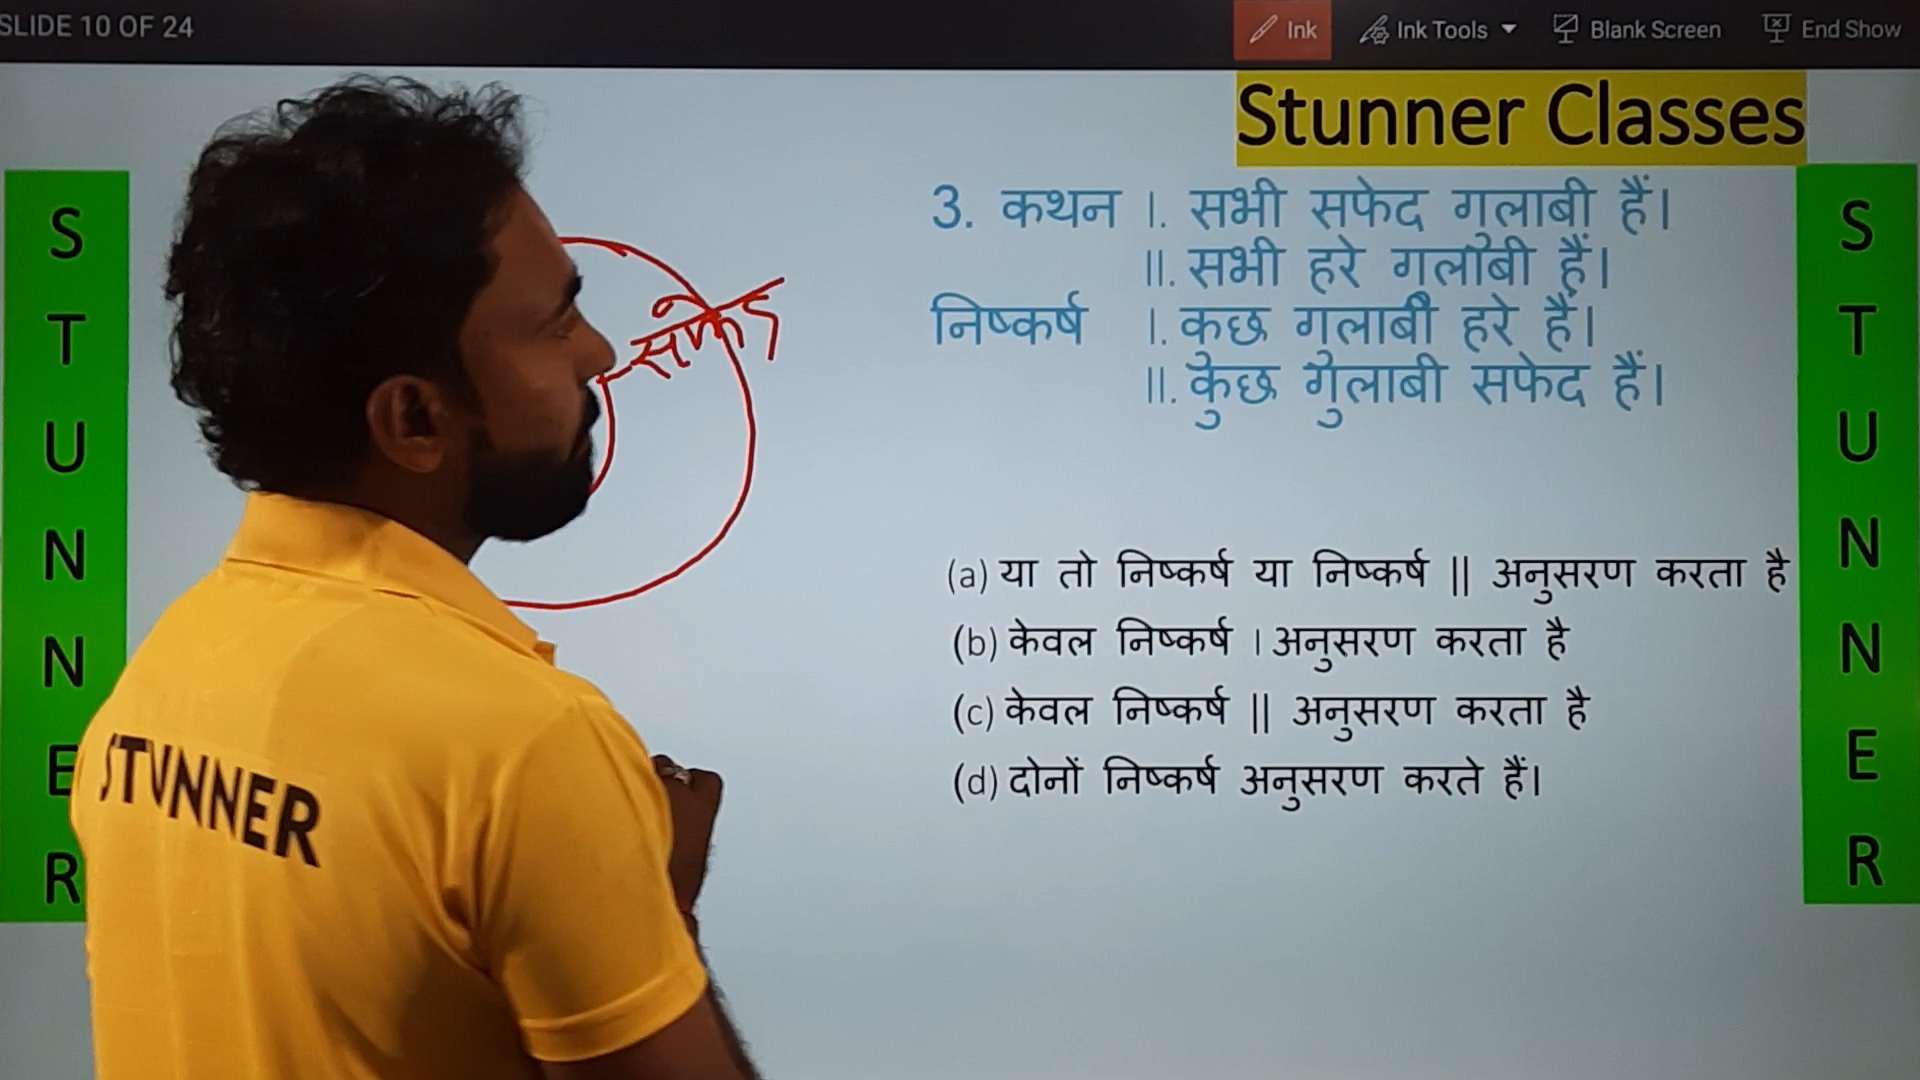 SLIDE 10 OF 24
Ink
Ink Tools
Blank Screen
End Show
Stunner Classes
S
T
U
N
N
E
R
3. कथन I. सभी सफेद गुलाबी हैं।
II. सभी हरे गुलाबी हैं।
निष्कर्ष I. कुछ गुलाबी हरे हैं।
II. कुछ गुलाबी सफेद हैं।
सफेद
(a) या तो निष्कर्ष या निष्कर्ष || अनुसरण करता है
(b) केवल निष्कर्ष । अनुसरण करता है
(c) केवल निष्कर्ष || अनुसरण करता है
(d) दोनों निष्कर्ष अनुसरण करते हैं।
STUNNER
S
T
U
N
N
E
R